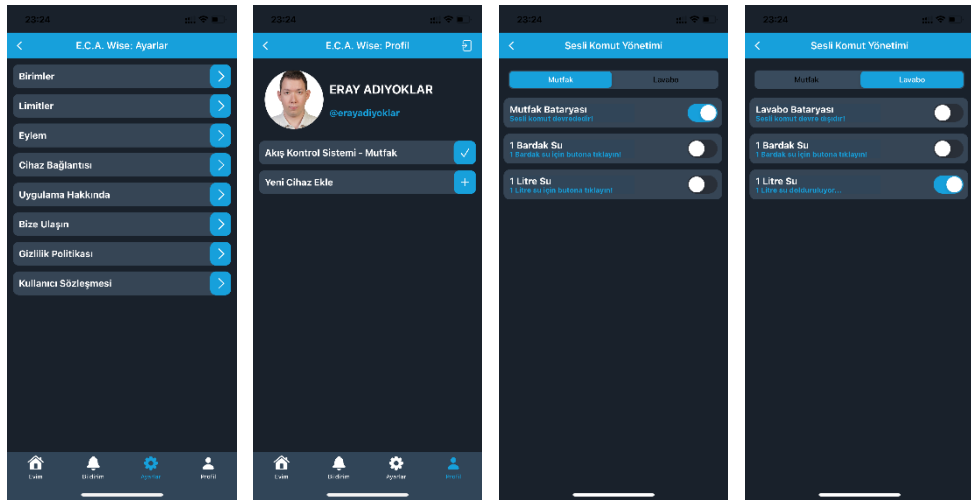 23:24
E.C.A. Wise: Ayarlar
Birimler
Limitler
Eylem
Cihaz Bağlantısı
Uygulama Hakkında
Bize Ulaşın
Gizlilik Politikası
Kullanıcı Sözleşmesi
Evim
Bildirim
Ayarlar
Profil
23:24
E.C.A. Wise: Profil
ERAY ADIYOKLAR
@erayadiyoklar
Akış Kontrol Sistemi - Mutfak
Yeni Cihaz Ekle
Evim
Bildirim
Ayarlar
Profil
23:24
Sesli Komut Yönetimi
Mutfak Lavabo
Mutfak Bataryası
Sesli komut devrededir!
1 Bardak Su
1 Bardak su için butona tıklayın!
1 Litre Su
1 Litre su için butona tıklayın!
23:24
Sesli Komut Yönetimi
Mutfak Lavabo
Lavabo Bataryası
Sesli komut devre dışıdır!
1 Bardak Su
1 Bardak su için butona tıklayın!
1 Litre Su
1 Litre su dolduruluyor...